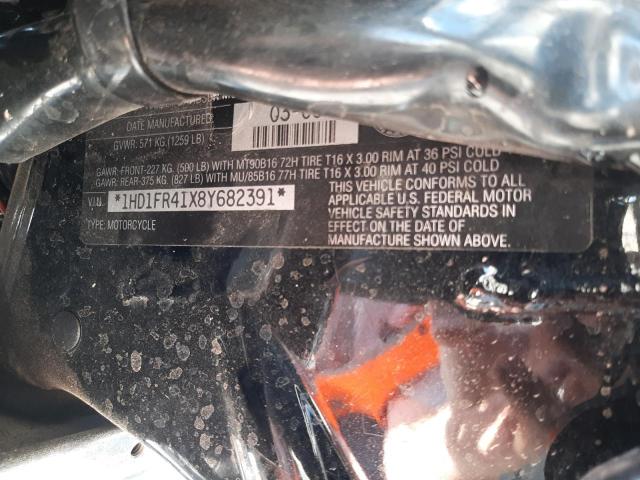 DATE MANUFACTURED:
GVWR: 571 KG (1259 LB)
GAWR: FRONT-227 KG. (500 LB) WITH MT90B16 72H TIRE T16 X 3.00 RIM AT 36 PSI COLD
GAWR: REAR-375 KG. (827 LB) WITH MU/85B16 77H TIRE T16 X 3.00 RIM AT 40 PSI COLD
V.I.N. *1HD1FR41X8Y682391*
TYPE: MOTORCYCLE
THIS VEHICLE CONFORMS TO ALL
APPLICABLE U.S. FEDERAL MOTOR
VEHICLE SAFETY STANDARDS IN
EFFECT ON THE DATE OF
MANUFACTURE SHOWN ABOVE.